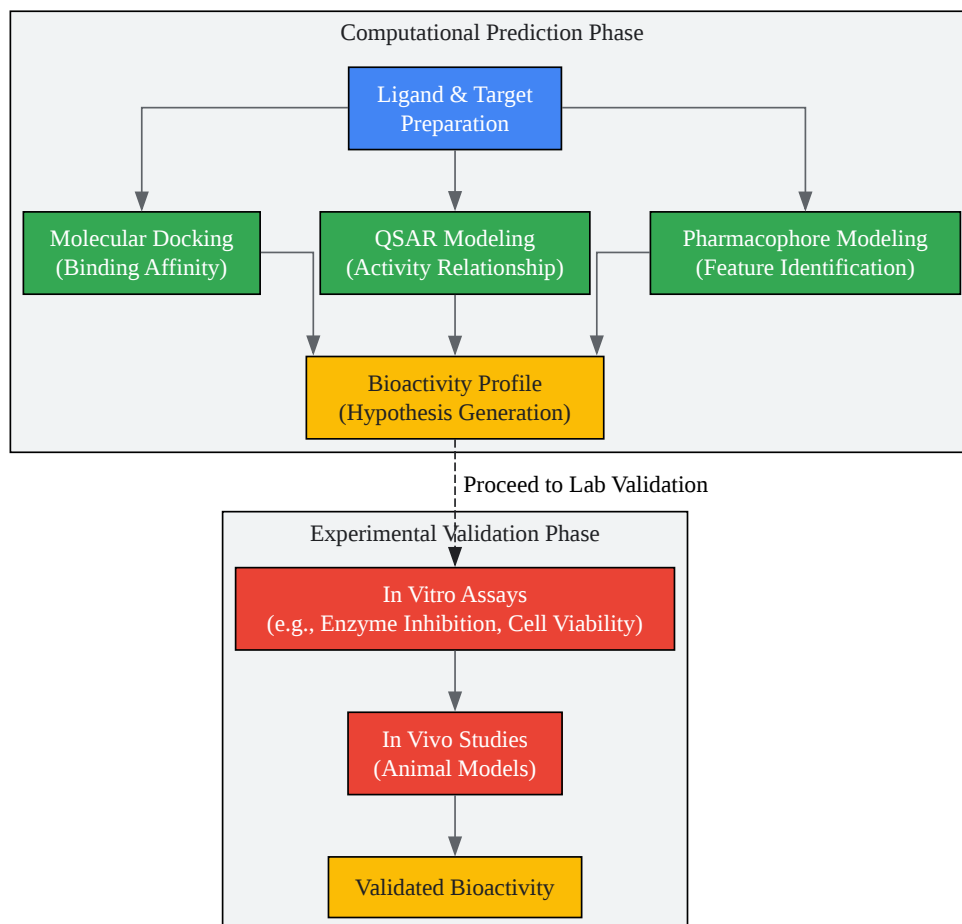 Computational Prediction Phase
Ligand & Target
Preparation
Molecular Docking
(Binding Affinity)
QSAR Modeling
(Activity Relationship)
Pharmacophore Modeling
(Feature Identification)
Bioactivity Profile
(Hypothesis Generation)
Proceed to Lab Validation
Experimental Validation Phase
In Vitro Assays
(e.g., Enzyme Inhibition, Cell Viability)
In Vivo Studies
(Animal Models)
Validated Bioactivity